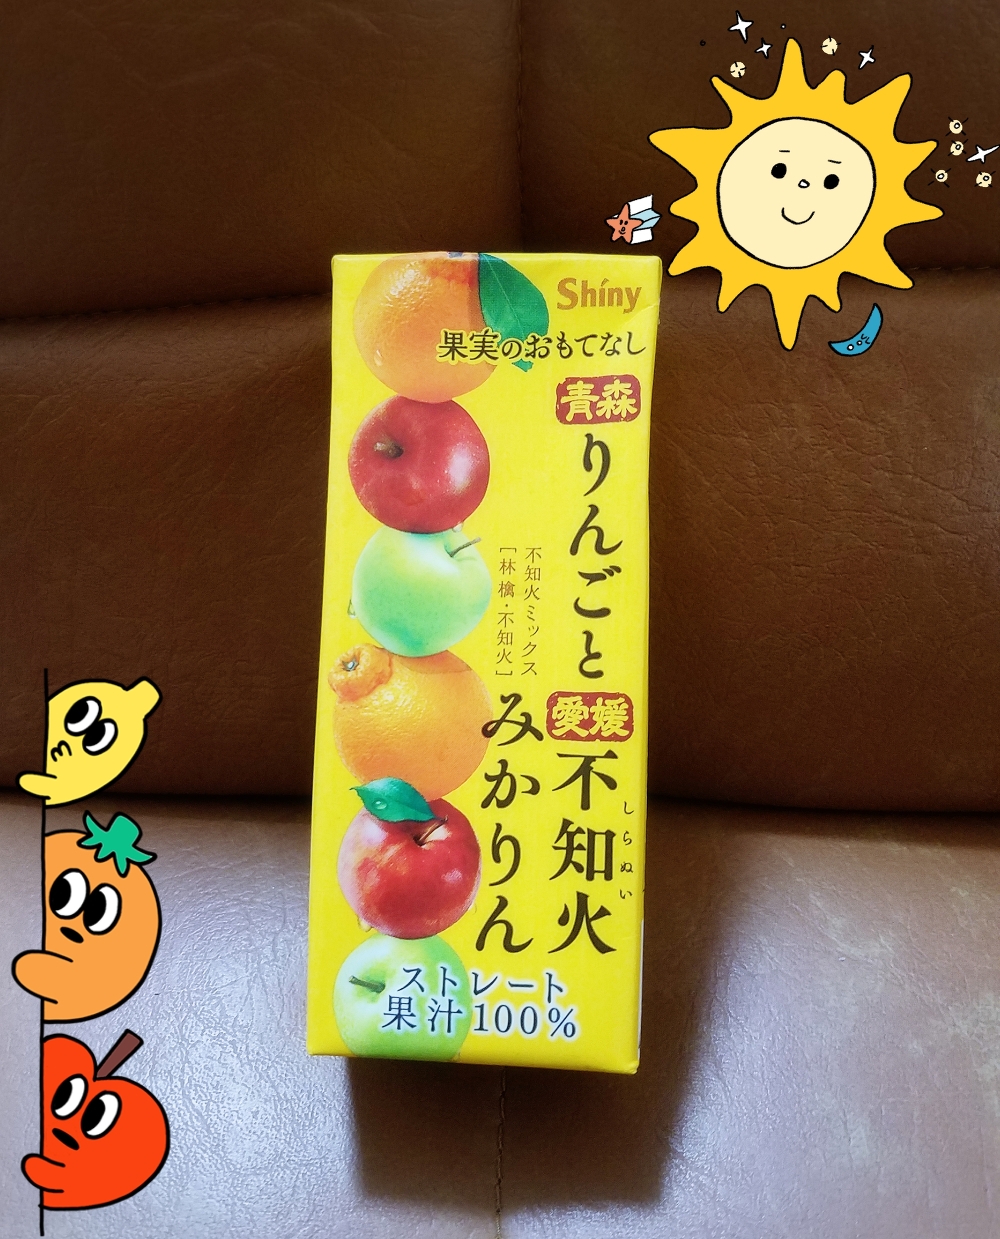 Shiny
果実のおもてなし
青森
りんごと
愛媛
不知火
しらぬい
みかりん
不知火ミックス
[林檎・不知火]
ストレート
果汁100%